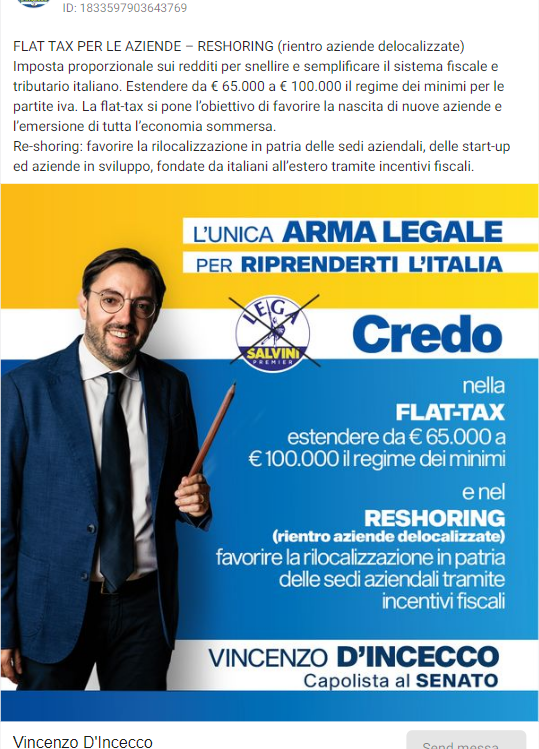 ID: 1833597903643769
FLAT TAX PER LE AZIENDE – RESHORING (rientro aziende delocalizzate)
Imposta proporzionale sui redditi per snellire e semplificare il sistema fiscale e
tributario italiano. Estendere da € 65.000 a € 100.000 il regime dei minimi per le
partite iva. La flat-tax si pone l’obiettivo di favorire la nascita di nuove aziende e
l’emersione di tutta l’economia sommersa.
Re-shoring: favorire la rilocalizzazione in patria delle sedi aziendali, delle start-up
ed aziende in sviluppo, fondate da italiani all’estero tramite incentivi fiscali.
L’UNICA ARMA LEGALE
PER RIPRENDERTI L’ITALIA
LEGA
SALVINI
PREMIER
Credo
nella
FLAT-TAX
estendere da € 65.000 a
€ 100.000 il regime dei minimi
e nel
RESHORING
(rientro aziende delocalizzate)
favorire la rilocalizzazione in patria
delle sedi aziendali tramite
incentivi fiscali
VINCENZO D’INCECCO
Capolista al SENATO
Vincenzo D'Incecco
Send messa